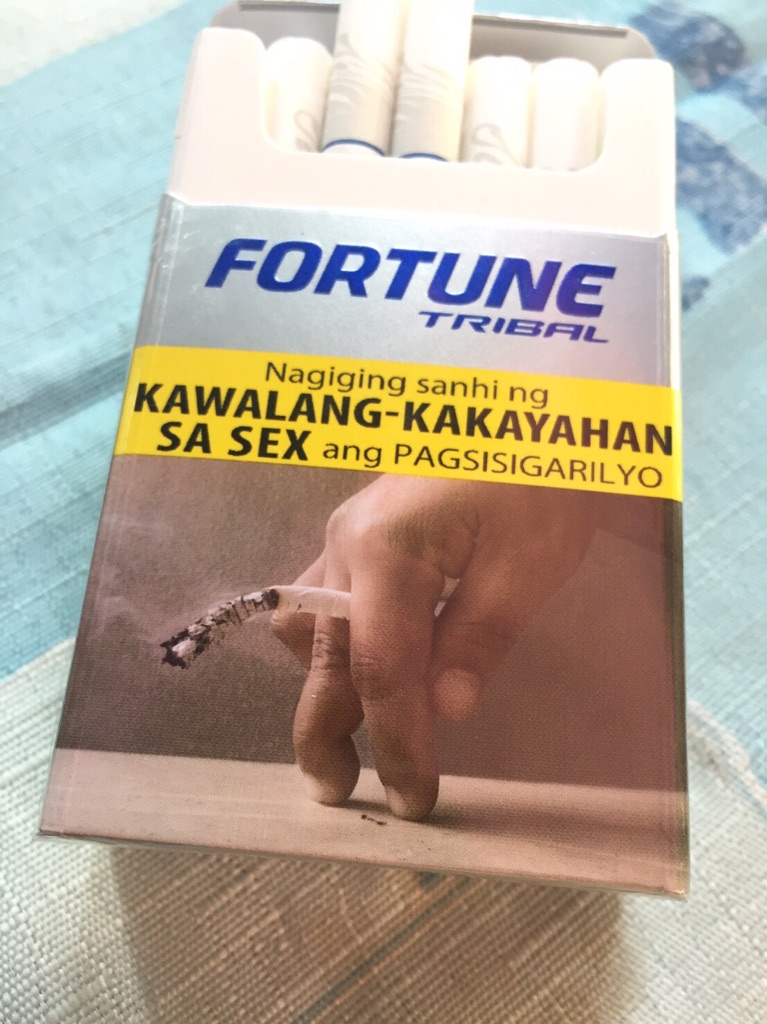 FORTUNE
TRIBAL
Nagiging sanhi ng
KAWALANG-KAKAYAHAN
SA SEX ang PAGSISIGARILYO